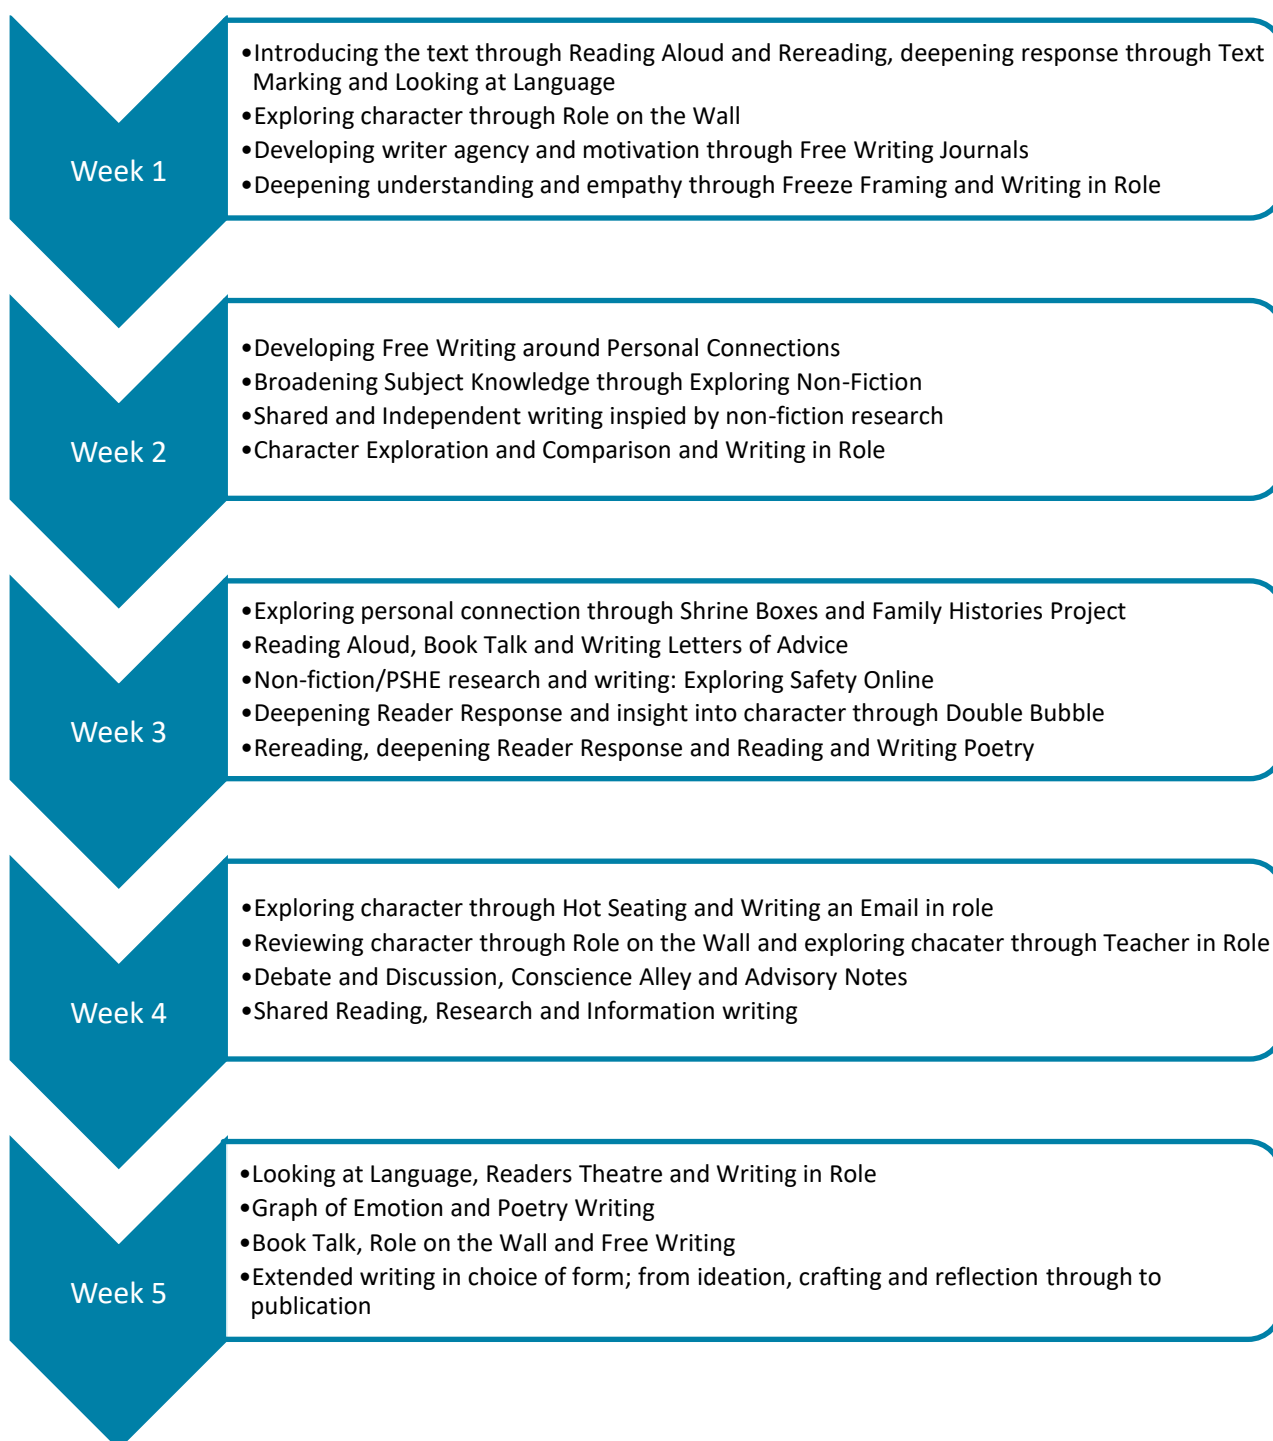 Week 1
•Introducing the text through Reading Aloud and Rereading, deepening response through Text
Marking and Looking at Language
•Exploring character through Role on the Wall
•Developing writer agency and motivation through Free Writing Journals
•Deepening understanding and empathy through Freeze Framing and Writing in Role
Week 2
•Developing Free Writing around Personal Connections
•Broadening Subject Knowledge through Exploring Non-Fiction
•Shared and Independent writing inspied by non-fiction research
•Character Exploration and Comparison and Writing in Role
Week 3
•Exploring personal connection through Shrine Boxes and Family Histories Project
•Reading Aloud, Book Talk and Writing Letters of Advice
•Non-fiction/PSHE research and writing: Exploring Safety Online
•Deepening Reader Response and insight into character through Double Bubble
•Rereading, deepening Reader Response and Reading and Writing Poetry
Week 4
•Exploring character through Hot Seating and Writing an Email in role
•Reviewing character through Role on the Wall and exploring chacater through Teacher in Role
•Debate and Discussion, Conscience Alley and Advisory Notes
•Shared Reading, Research and Information writing
Week 5
•Looking at Language, Readers Theatre and Writing in Role
•Graph of Emotion and Poetry Writing
•Book Talk, Role on the Wall and Free Writing
•Extended writing in choice of form; from ideation, crafting and reflection through to
publication